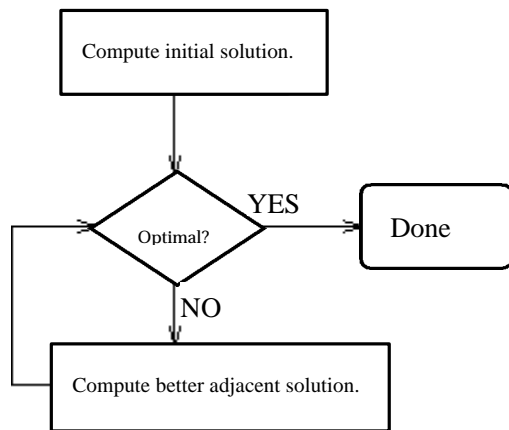 Compute initial solution.
YES
Optimal?
Done
NO
Compute better adjacent solution.